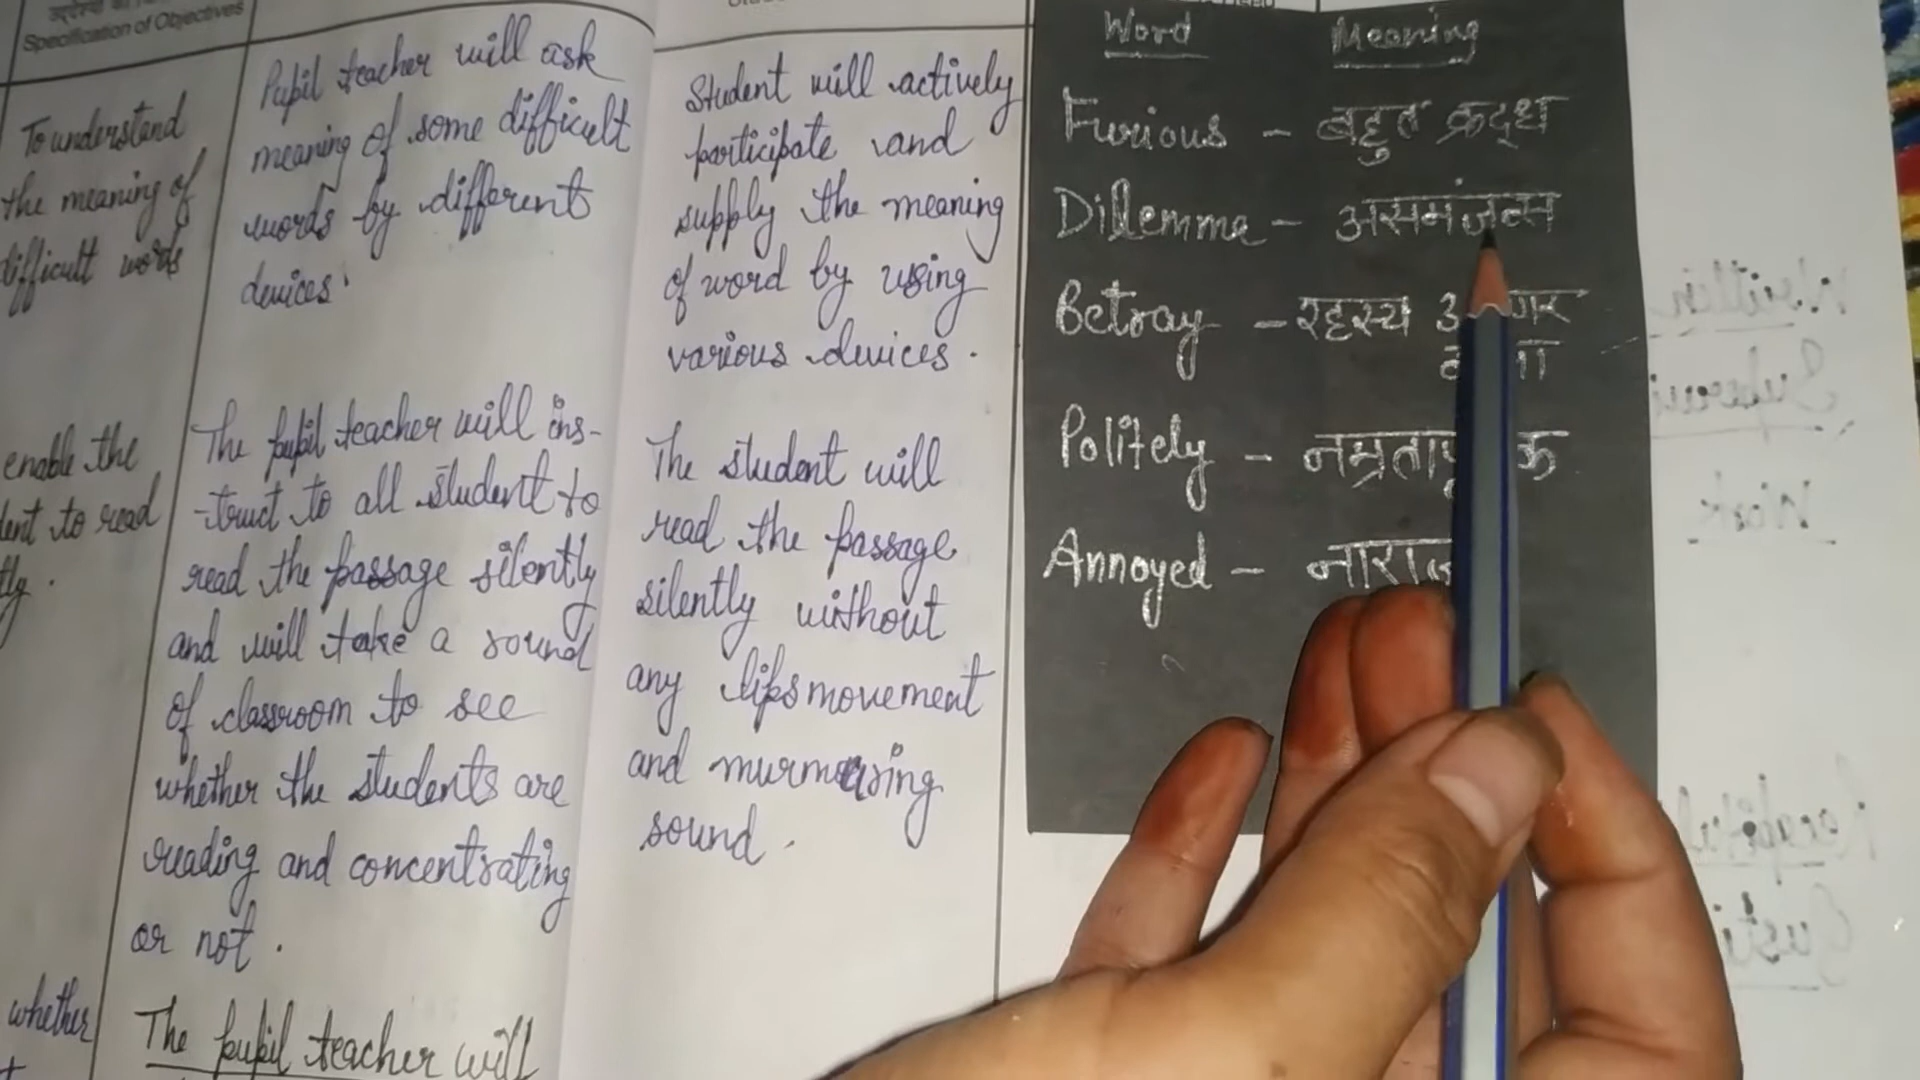 Specification of Objectives
To understand
the meaning of
difficult words
enable the
to read
Pupil teacher will ask
meaning of some difficult
words by different
devices.
The pupil teacher will ins-
-truct to all student to
read the passage silently
and will take a round
of classroom to see
whether the students are
reading and concentrating
or not.
whether
The pupil teacher will
Student will actively
participate and
supply the meaning
of word by using
various devices.
The student will
read the passage
silently without
any lips movement
and murmering
sound.
Word Meaning
Furious - बहुत क्रद्ध
Dilemme - असमंजस
Betray - रहस्य
Politely -
Annoyed -
Written
Work